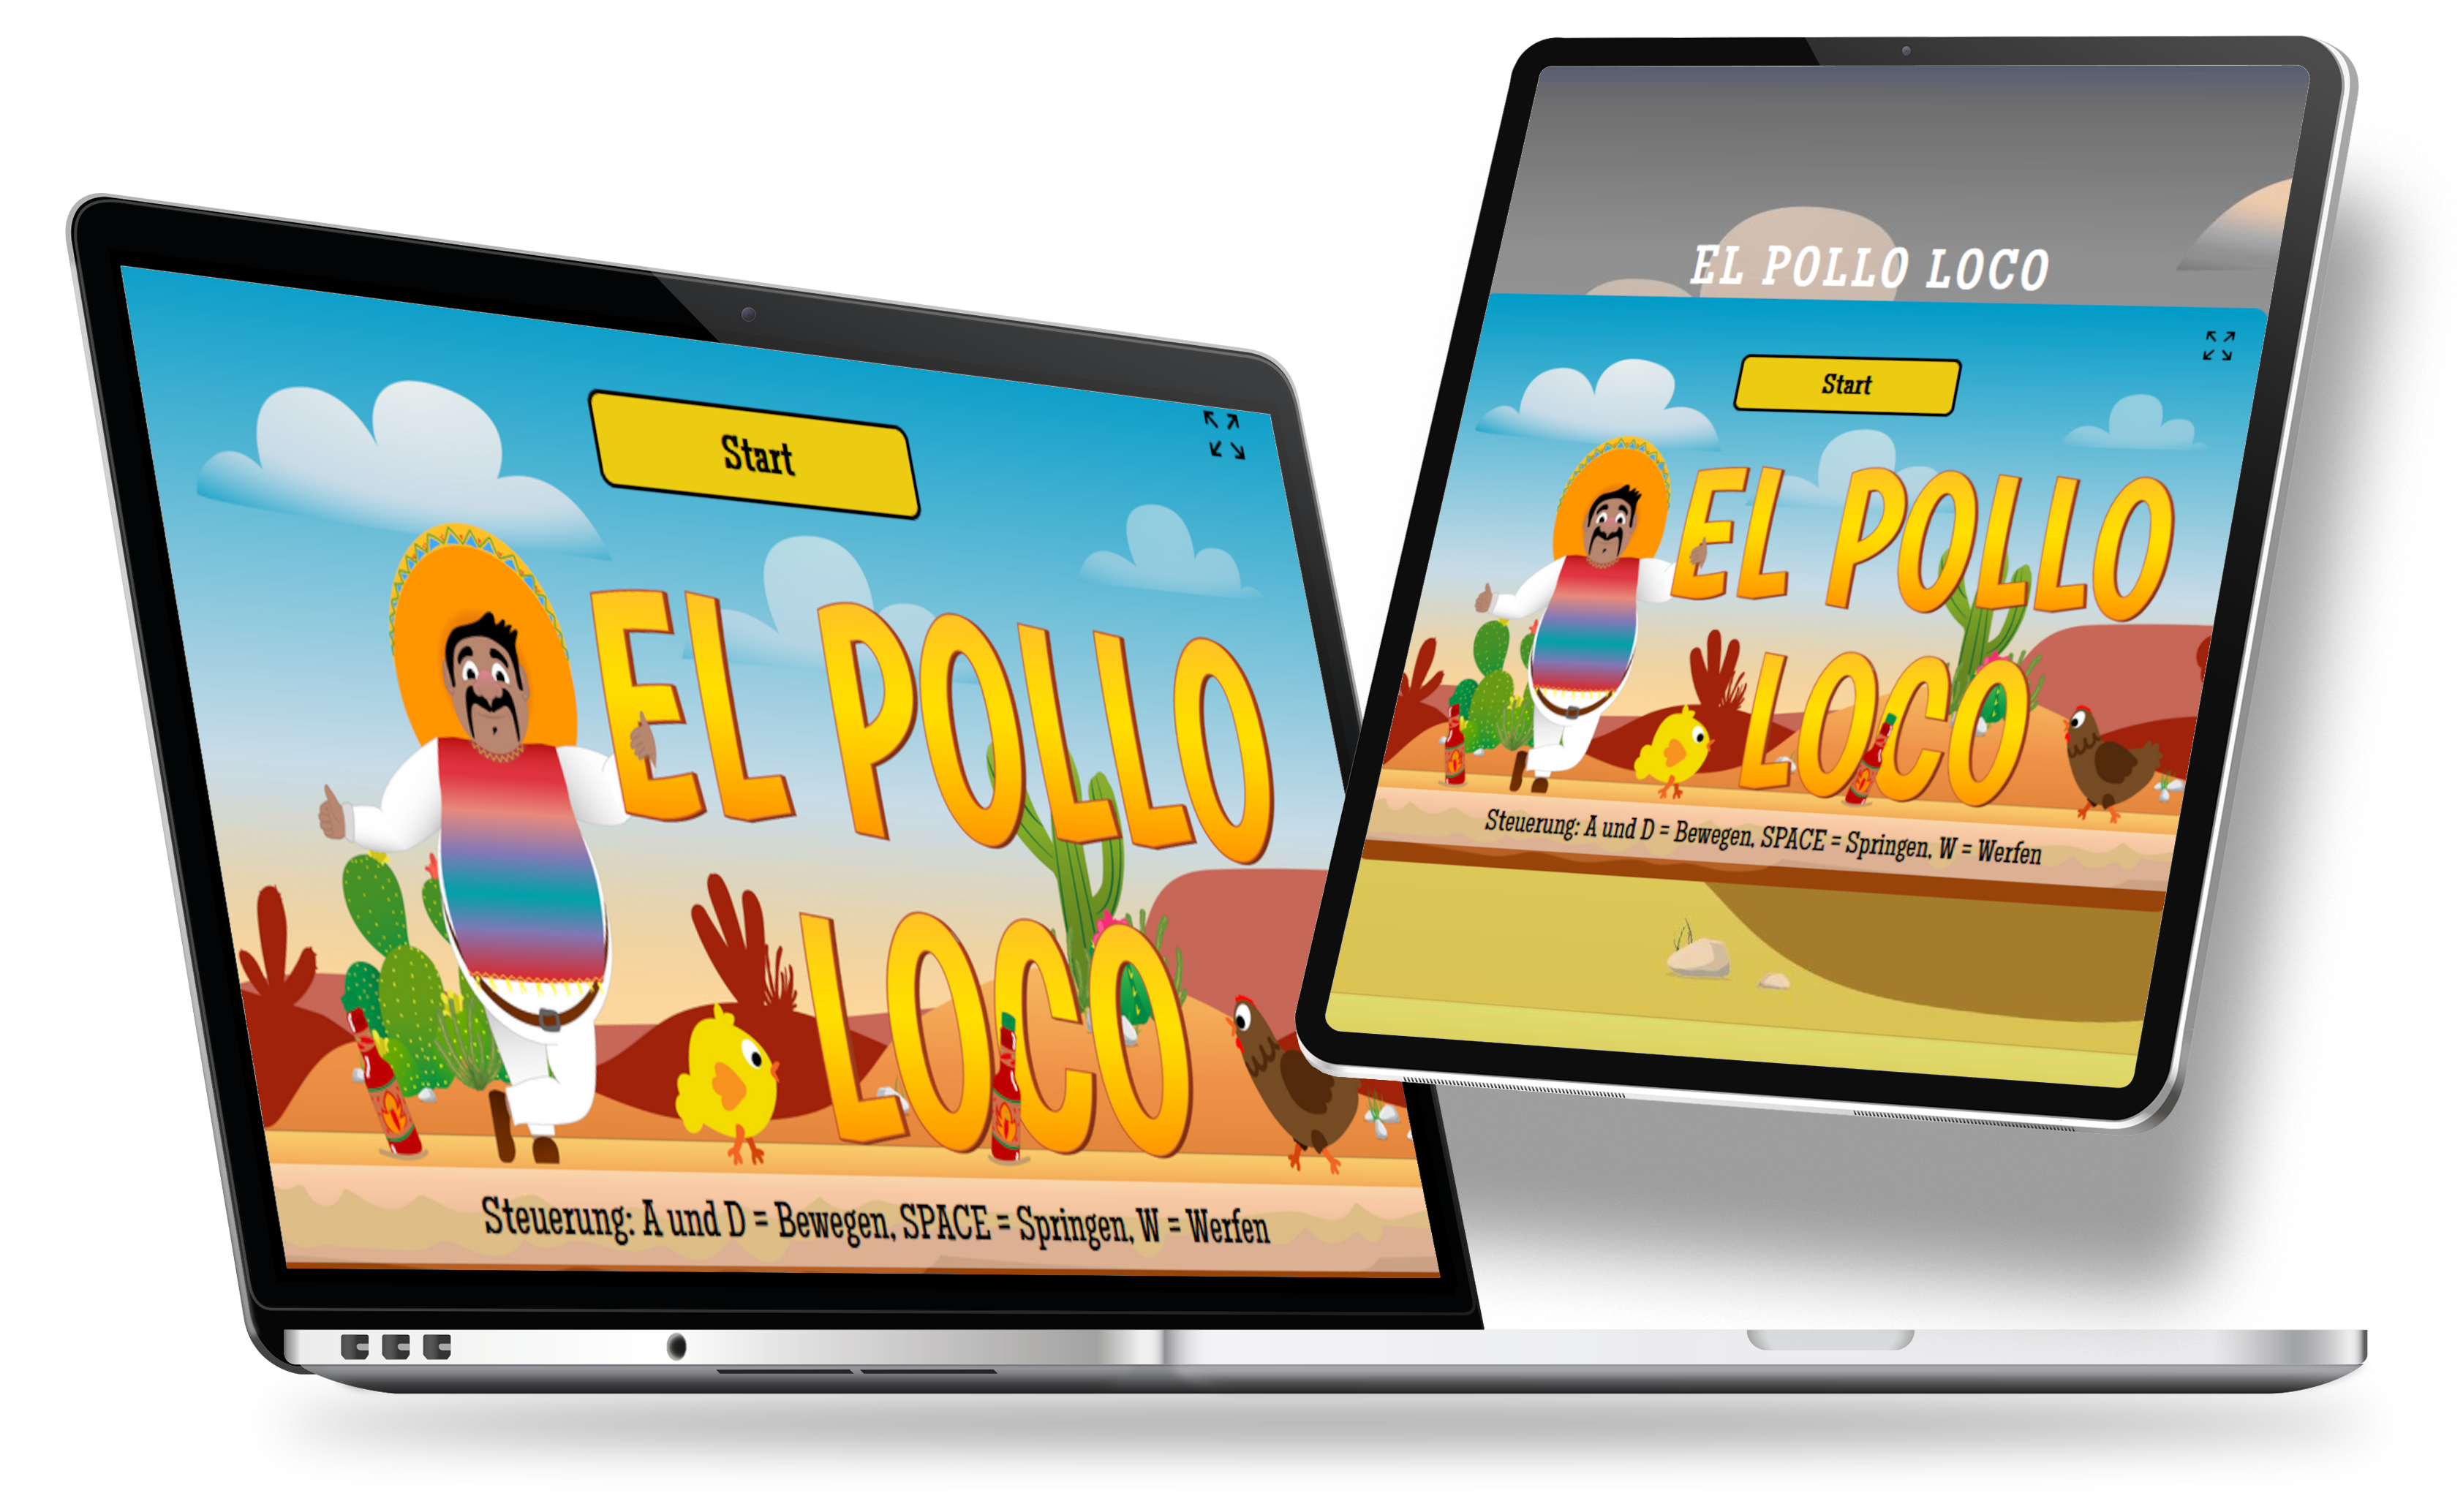 Start
EL POLLO
LOCO
Steuerung: A und D = Bewegen, SPACE = Springen, W = Werfen
EL POLLO LOCO
Start
EL POLLO
LOCO
Steuerung: A und D = Bewegen, SPACE = Springen, W = Werfen